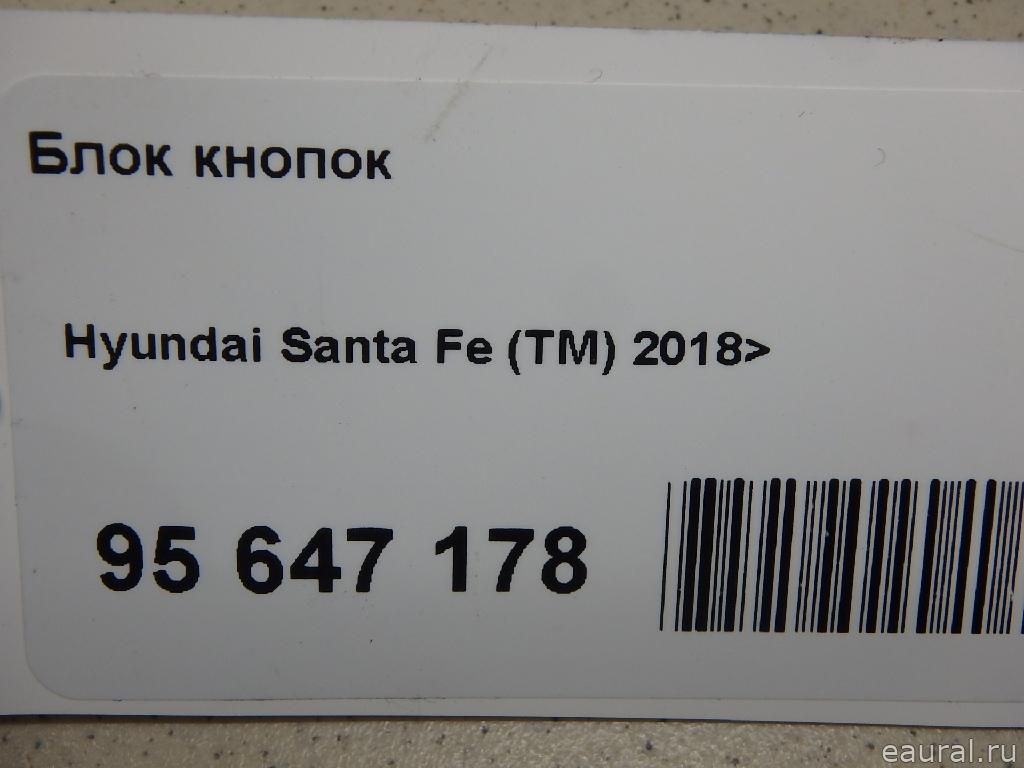 Блок кнопок
Hyundai Santa Fe (TM) 2018>
95 647 178
eaural.ru